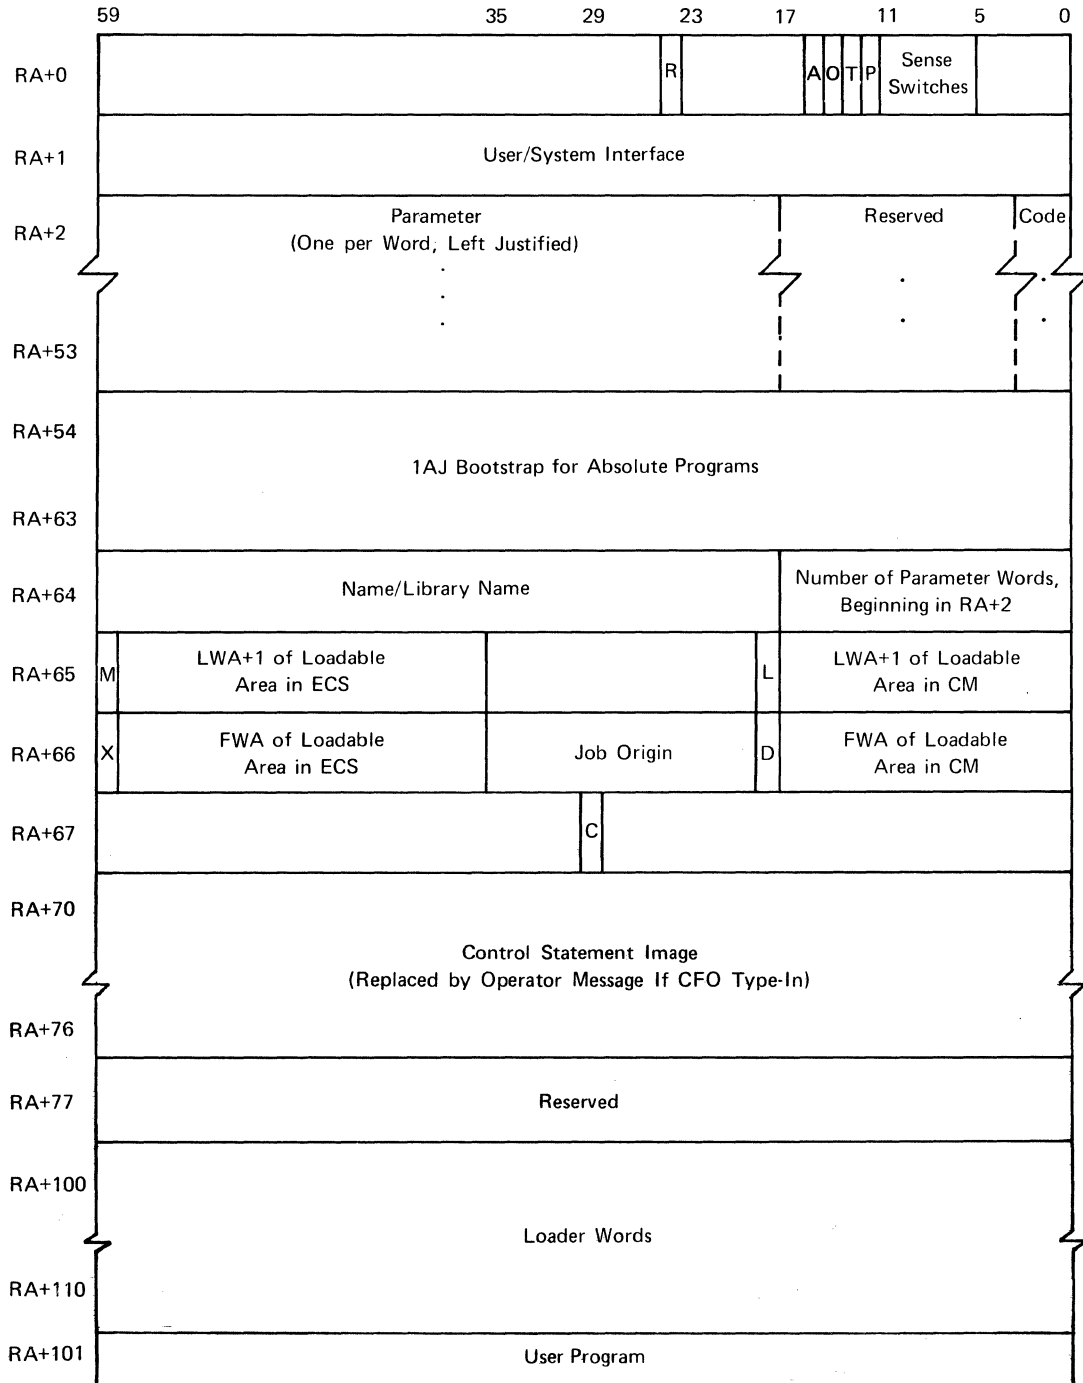 59 35 29 23 17 11 5 0
RA+0 R A O T P Sense
Switches
RA+1 User/System Interface
RA+2 Parameter Reserved Code
(One per Word, Left Justified)
RA+53
RA+54
1AJ Bootstrap for Absolute Programs
RA+63
RA+64 Name/Library Name Number of Parameter Words,
Beginning in RA+2
RA+65 M LWA+1 of Loadable L LWA+1 of Loadable
Area in ECS Area in CM
RA+66 X FWA of Loadable Job Origin D FWA of Loadable
Area in ECS Area in CM
RA+67 C
RA+70
Control Statement Image
(Replaced by Operator Message If CFO Type-In)
RA+76
RA+77 Reserved
RA+100
Loader Words
RA+110
RA+101 User Program